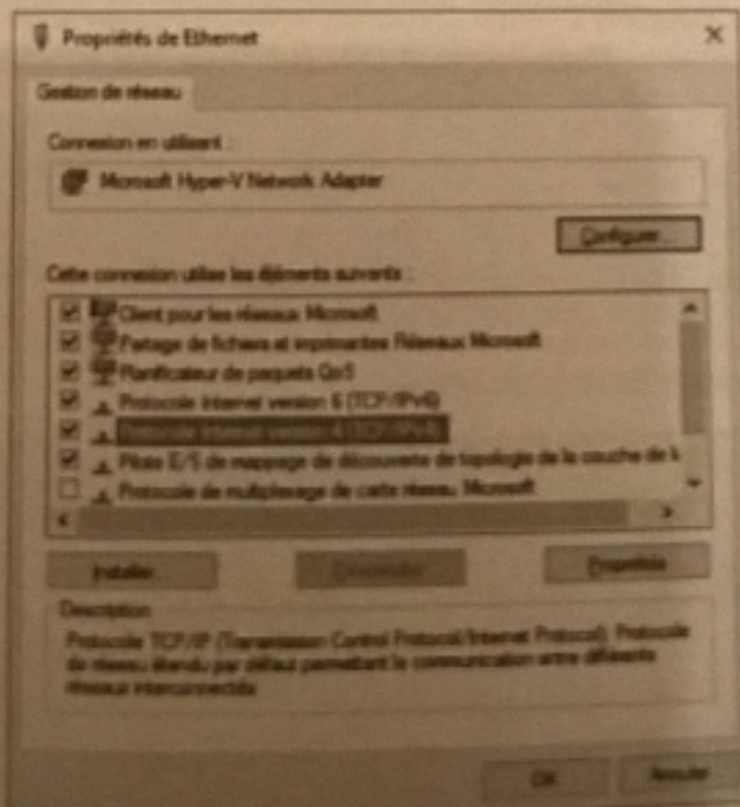 Propriétés de Ethernet
Gestion de réseau
Connexion en utilisant :
Microsoft Hyper-V Network Adapter
Configurer...
Cette connexion utilise les éléments suivants :
Client pour les réseaux Microsoft
Partage de fichiers et imprimantes Réseaux Microsoft
Planificateur de paquets QoS
Protocole Internet version 6 (TCP/IPv6)
Protocole Internet version 4 (TCP/IPv4)
Pilote E/S de mappage de découverte de topologie de la couche de l
Protocole de multiplexage de carte réseau Microsoft
Installer...
Désinstaller
Propriétés
Description
Protocole TCP/IP (Transmission Control Protocol/Internet Protocol). Protocole
de réseau étendu par défaut permettant la communication entre différents
réseaux interconnectés
OK
Annuler